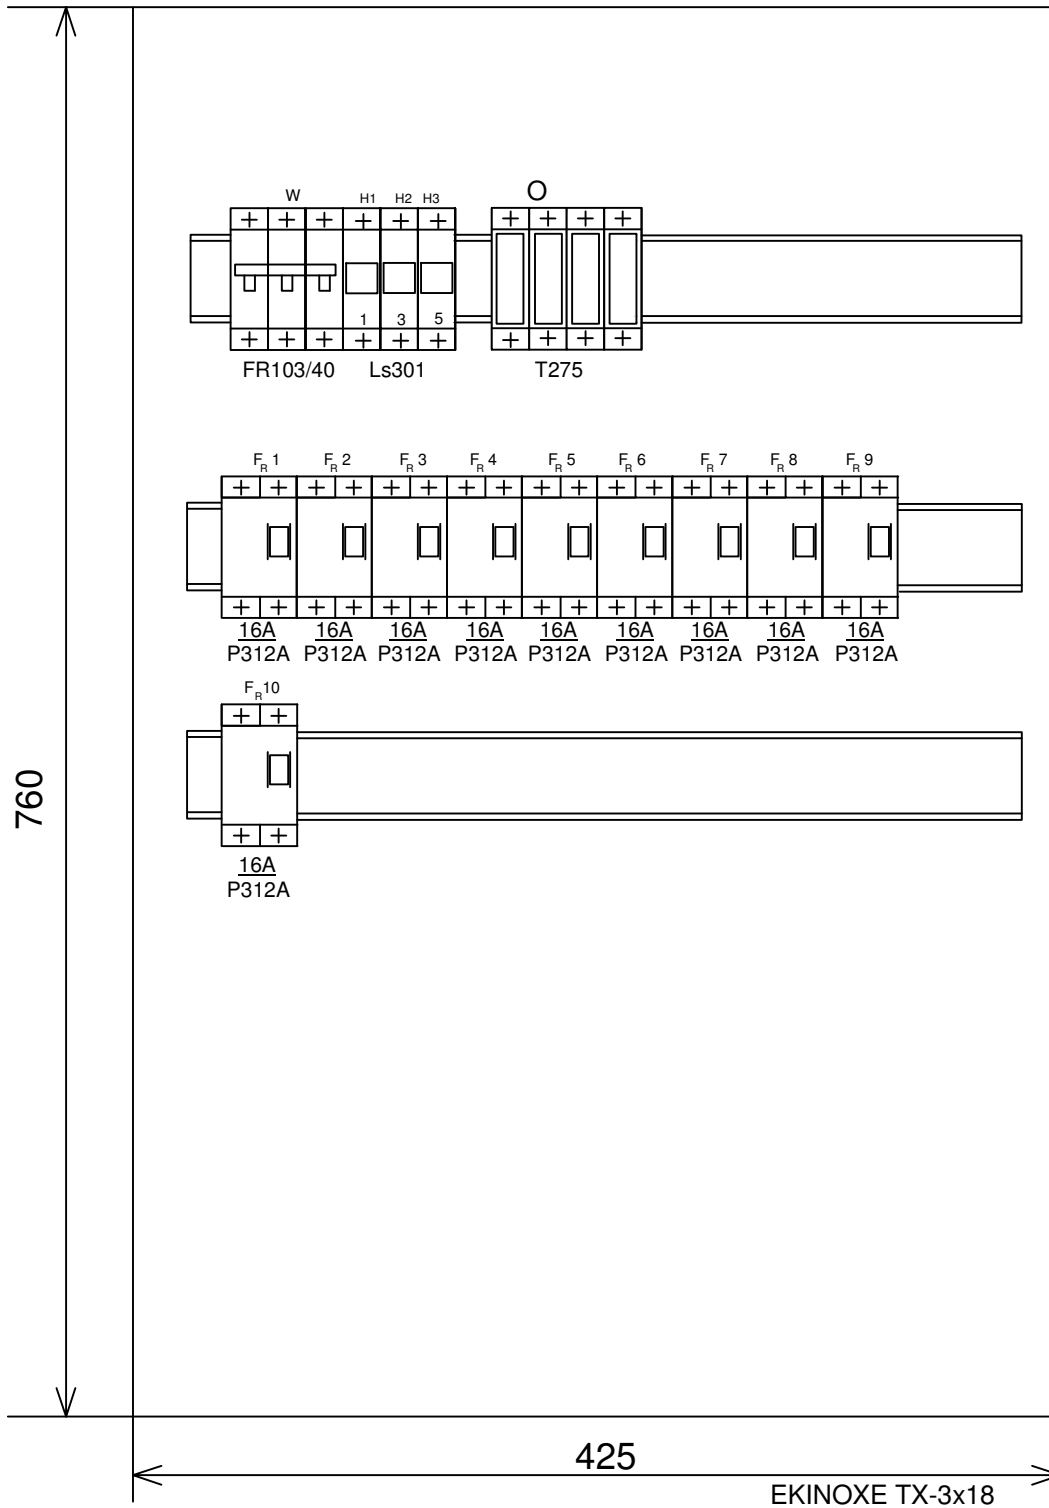 W H1 H2 H3 O
1 3 5
FR103/40 Ls301 T275
FR1 FR2 FR3 FR4 FR5 FR6 FR7 FR8 FR9
16A 16A 16A 16A 16A 16A 16A 16A 16A
P312A P312A P312A P312A P312A P312A P312A P312A P312A
FR10
16A
P312A
760
425
EKINOXE TX-3x18